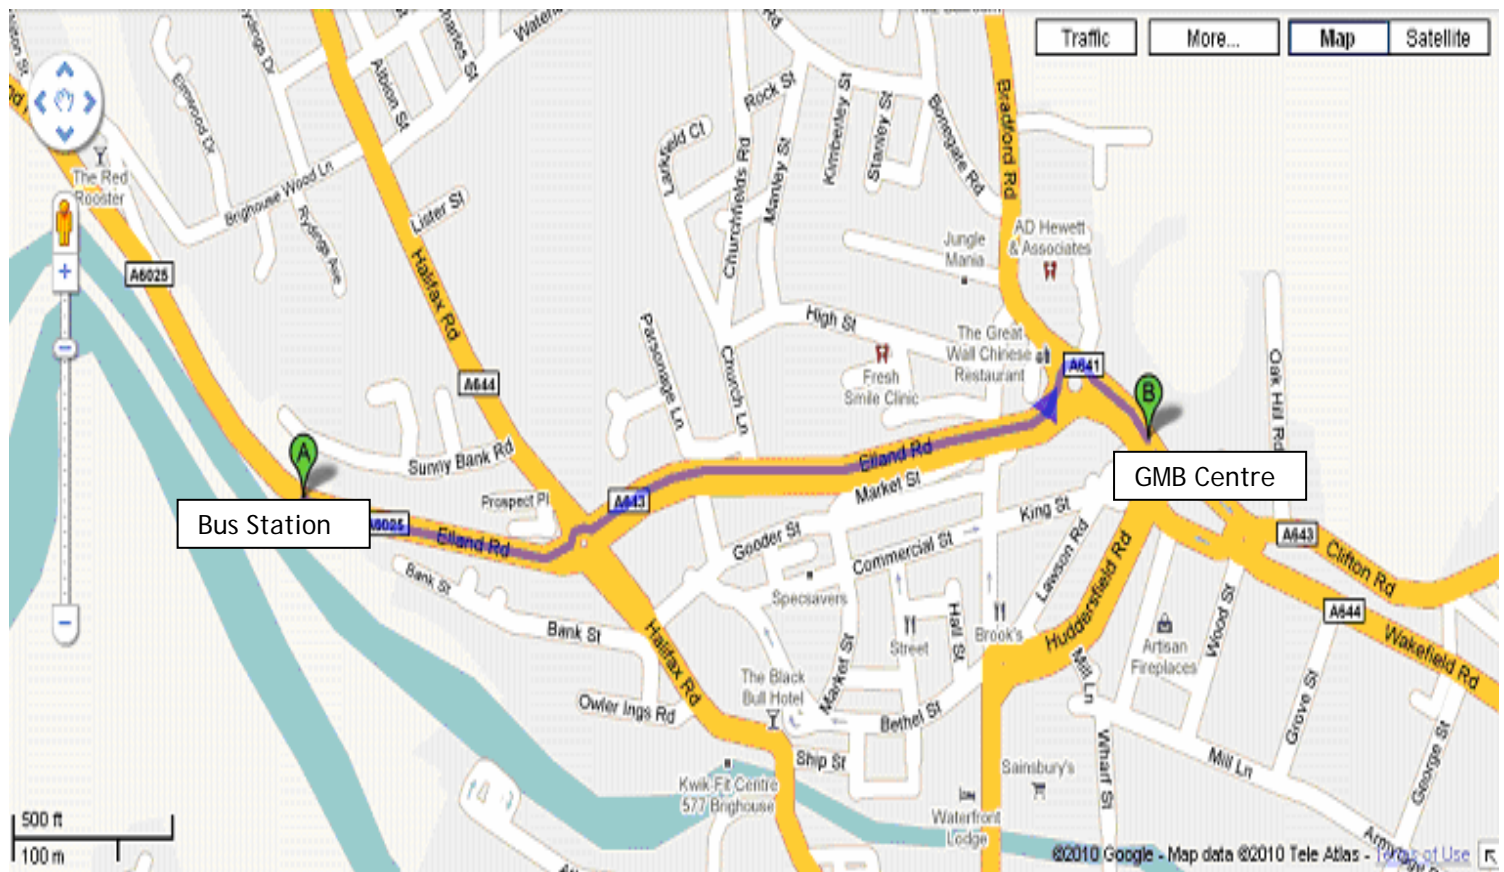 Traffic
More...
Map
Satellite
Charles St
Rydings Dr
Albion St
Elmwood Dr
The Red
Rooster
Brighouse Wood Ln
Rydings Ave
Lister St
Halifax Rd
A6025
A644
Rock St
Larkfield Ct
Churchfields Rd
Manley St
Kimberley St
Stanley St
Bonegate Rd
Bradford Rd
AD Hewett
& Associates
Jungle
Mania
High St
The Great
Wall Chinese
Restaurant
Fresh
Smile Clinic
Parsonage Ln
Church Ln
A641
B
Oak Hill Rd
GMB Centre
A
Sunny Bank Rd
Prospect Pl
Bus Station
A6025
Elland Rd
A643
Elland Rd
Market St
King St
Gooder St
Commercial St
Lawson Rd
Huddersfield Rd
A643
Clifton Rd
A644
Wakefield Rd
Bank St
Bank St
Specsavers
Hall St
Street
Brook's
Artisan
Fireplaces
Wood St
Halifax Rd
The Black
Bull Hotel
Market St
Owler Ings Rd
Bethel St
Mill Ln
Grove St
Ship St
Kwik-Fit Centre
577 Brighouse
Sainsbury's
Wharf St
Mill Ln
George St
Waterfront
Lodge
500 ft
100 m
©2010 Google - Map data ©2010 Tele Atlas - Terms of Use